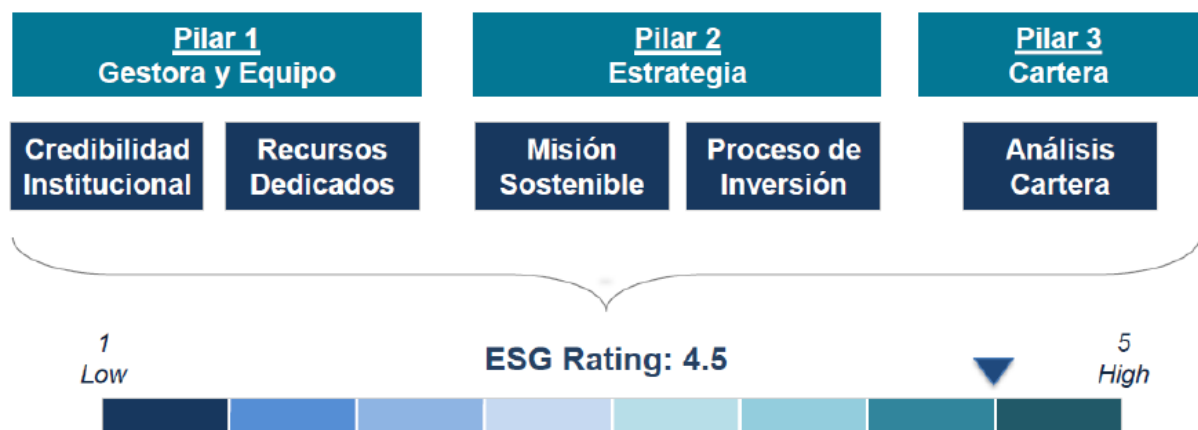 Pilar 1
Gestora y Equipo
Pilar 2
Estrategia
Pilar 3
Cartera
Credibilidad
Institucional
Recursos
Dedicados
Misión
Sostenible
Proceso de
Inversión
Análisis
Cartera
1
Low
ESG Rating: 4.5
5
High